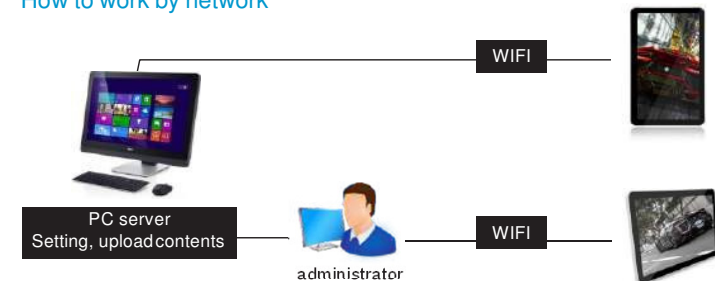 How to work by network
WIFI
PC server
Setting, uploadcontents
WIFI
administrator